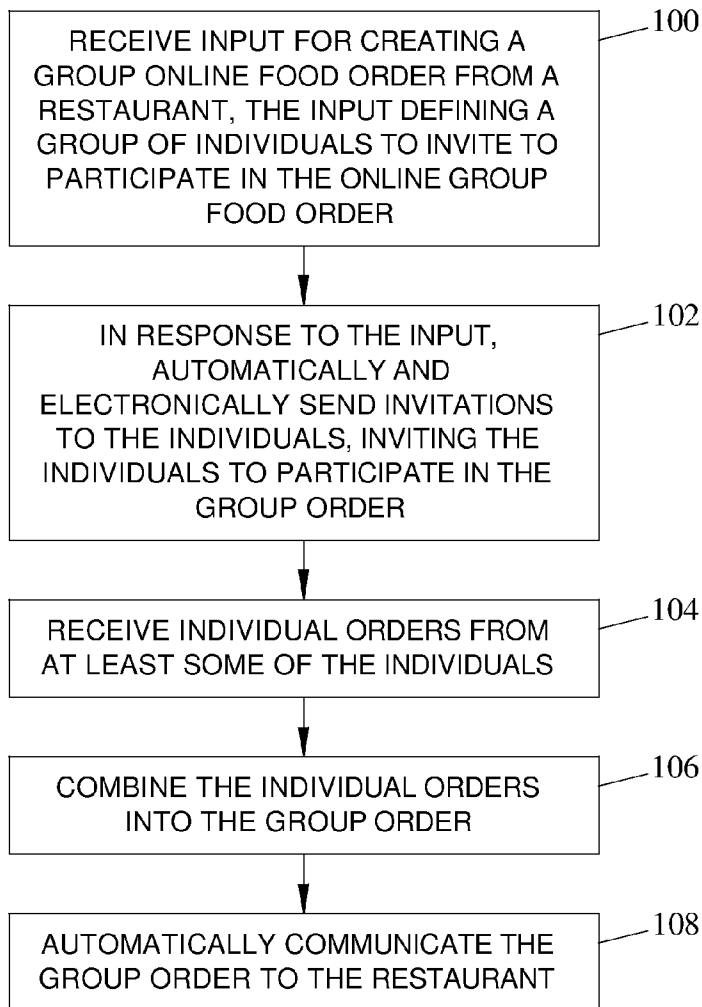 RECEIVE INPUT FOR CREATING A
GROUP ONLINE FOOD ORDER FROM A
RESTAURANT, THE INPUT DEFINING A
GROUP OF INDIVIDUALS TO INVITE TO
PARTICIPATE IN THE ONLINE GROUP
FOOD ORDER
100
IN RESPONSE TO THE INPUT,
AUTOMATICALLY AND
ELECTRONICALLY SEND INVITATIONS
TO THE INDIVIDUALS, INVITING THE
INDIVIDUALS TO PARTICIPATE IN THE
GROUP ORDER
102
RECEIVE INDIVIDUAL ORDERS FROM
AT LEAST SOME OF THE INDIVIDUALS
104
COMBINE THE INDIVIDUAL ORDERS
INTO THE GROUP ORDER
106
AUTOMATICALLY COMMUNICATE THE
GROUP ORDER TO THE RESTAURANT
108